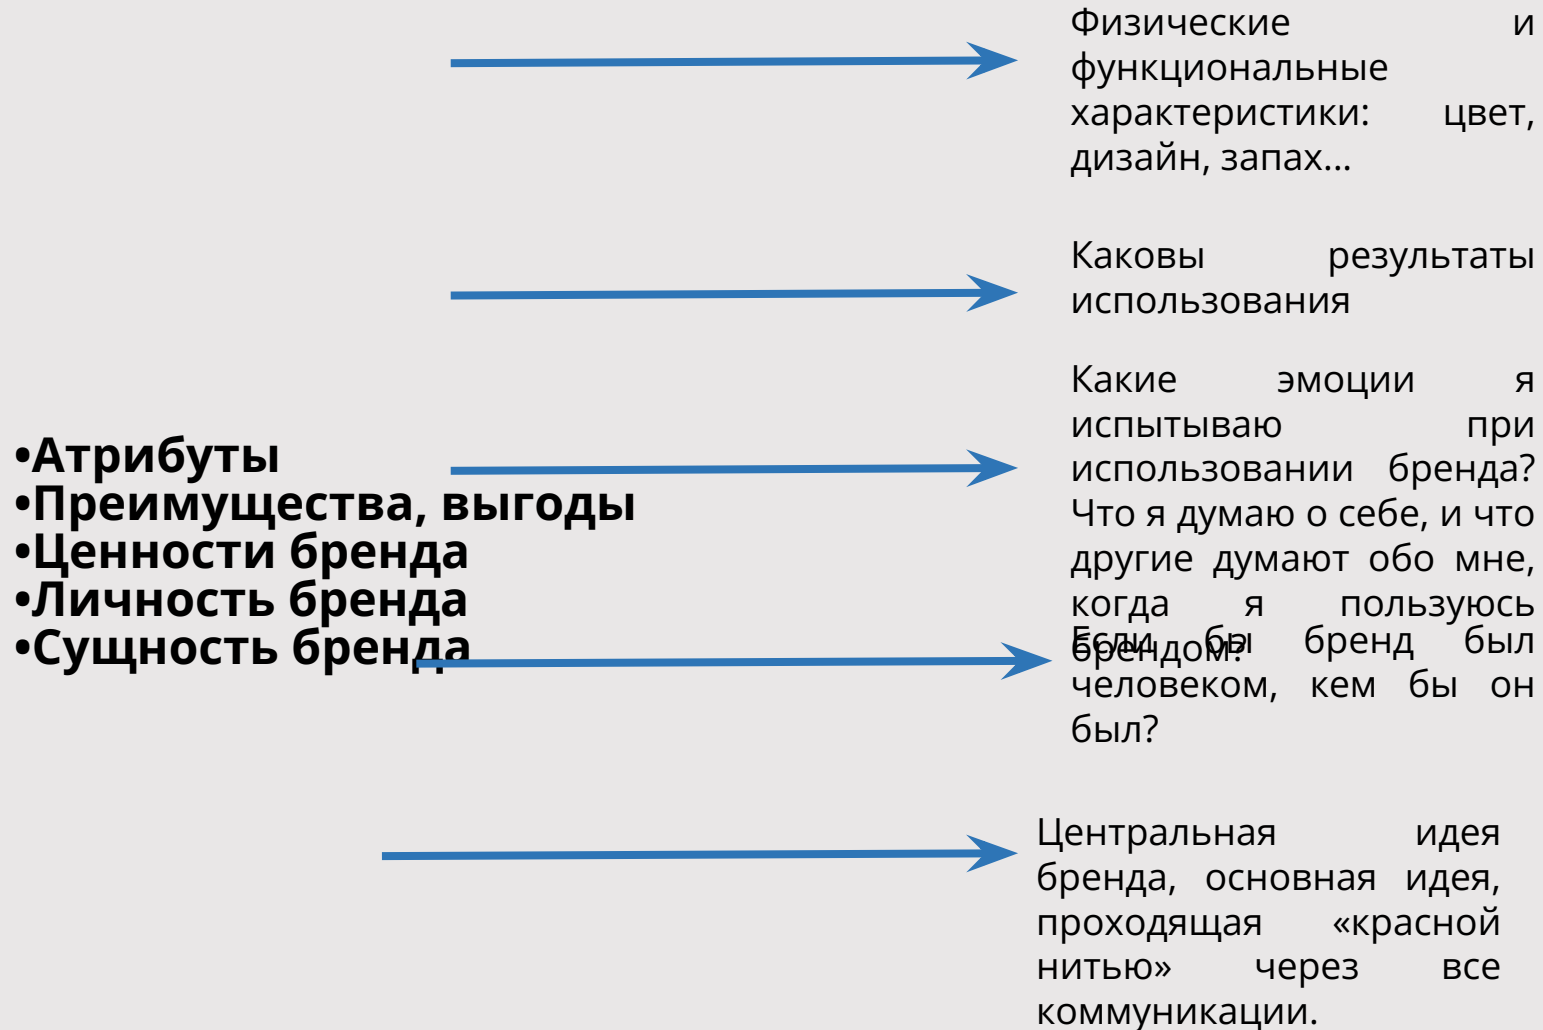 •Атрибуты
•Преимущества, выгоды
•Ценности бренда
•Личность бренда
•Сущность бренда
Физические и
функциональные
характеристики: цвет,
дизайн, запах...
Каковы результаты
использования
Какие эмоции я
испытываю при
использовании бренда?
Что я думаю о себе, и что
другие думают обо мне,
когда я пользуюсь
брендом?
Если бы бренд был
человеком, кем бы он
был?
Центральная идея
бренда, основная идея,
проходящая «красной
нитью» через все
коммуникации.